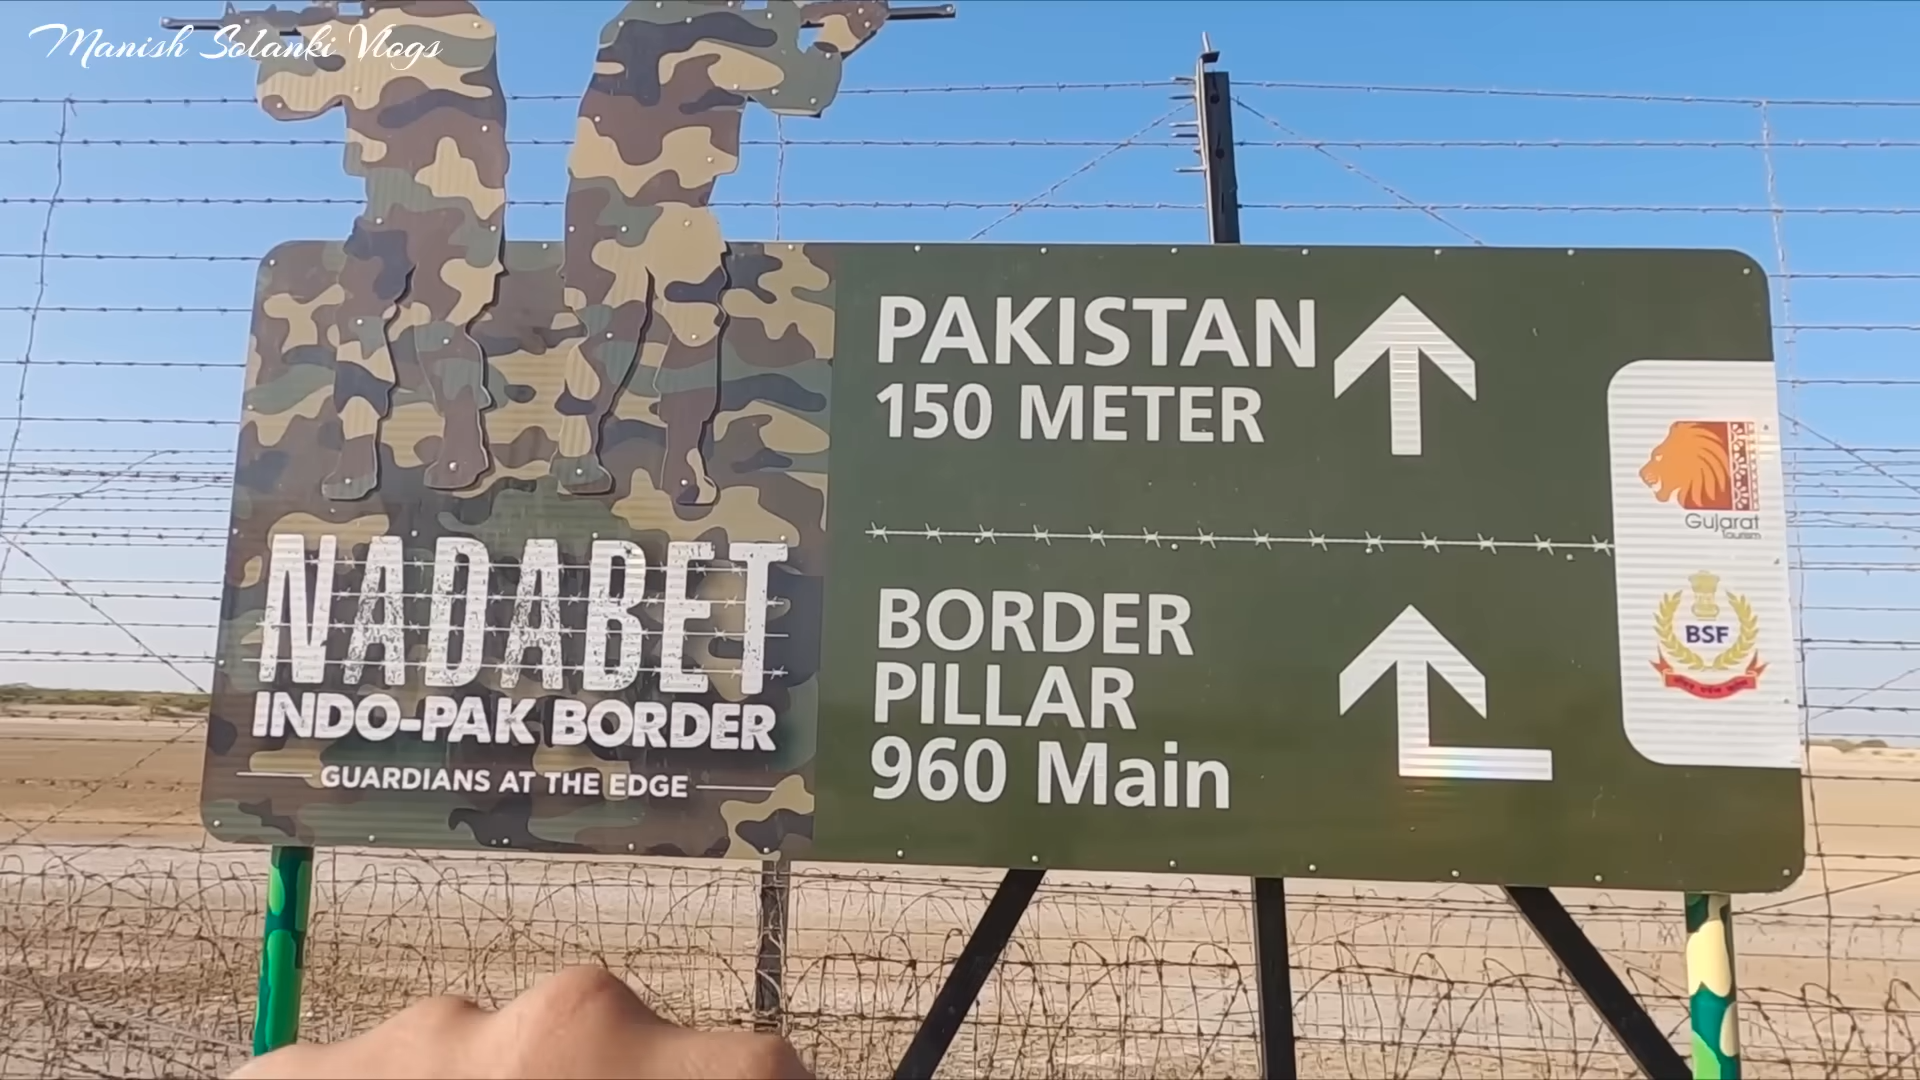 Manish Solanki Vlogs
PAKISTAN
150 METER
NADABET
INDO-PAK BORDER
GUARDIANS AT THE EDGE
BORDER
PILLAR
960 Main
Gujarat
Tourism
BSF